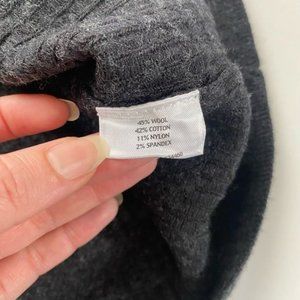 45% WOOL
42% COTTON
11% NYLON
2% SPANDEX